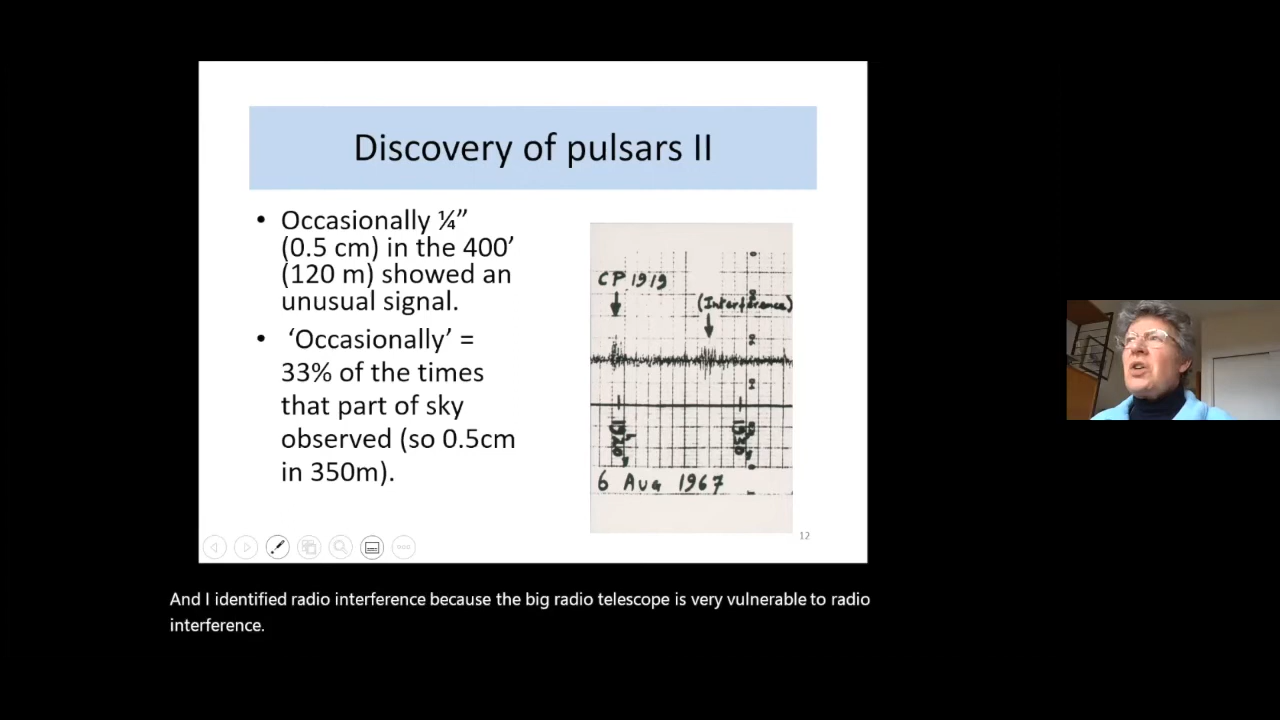 Discovery of pulsars II
• Occasionally ¼”
(0.5 cm) in the 400’
(120 m) showed an
unusual signal.
• ‘Occasionally’ =
33% of the times
that part of sky
observed (so 0.5cm
in 350m).
CP 1919
(Interference)
6 Aug 1967
12
And I identified radio interference because the big radio telescope is very vulnerable to radio
interference.